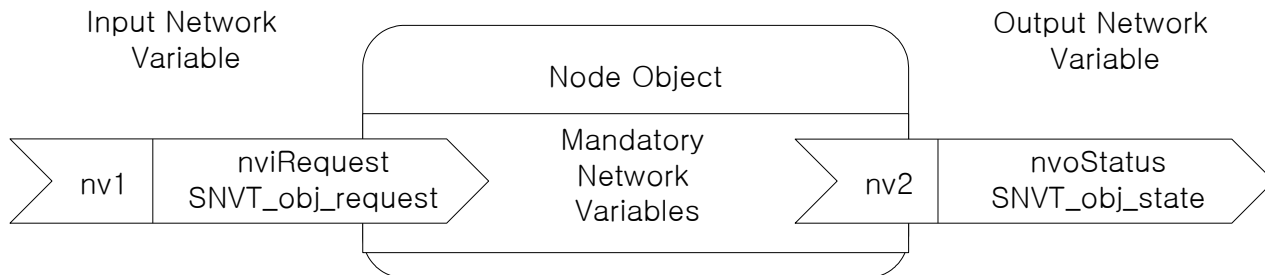 Input Network
Variable
Node Object
Output Network
Variable
nv1
nviRequest
SNVT_obj_request
Mandatory
Network
Variables
nv2
nvoStatus
SNVT_obj_state